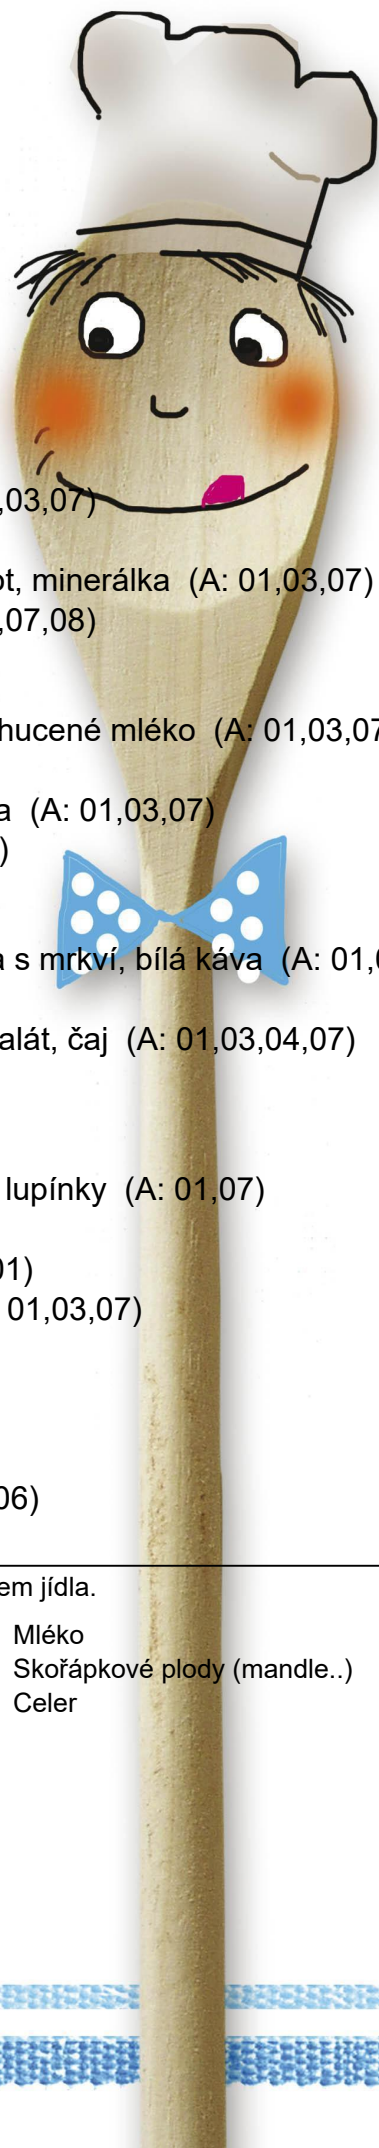 ,03,07)
ot, minerálka (A: 01,03,07)
,07,08)
hucené mléko (A: 01,03,07
a (A: 01,03,07)
)
a s mrkví, bílá káva (A: 01,0
alát, čaj (A: 01,03,04,07)
lupínky (A: 01,07)
01)
01,03,07)
06)
em jídla.
Mléko
Skořápkové plody (mandle..)
Celer